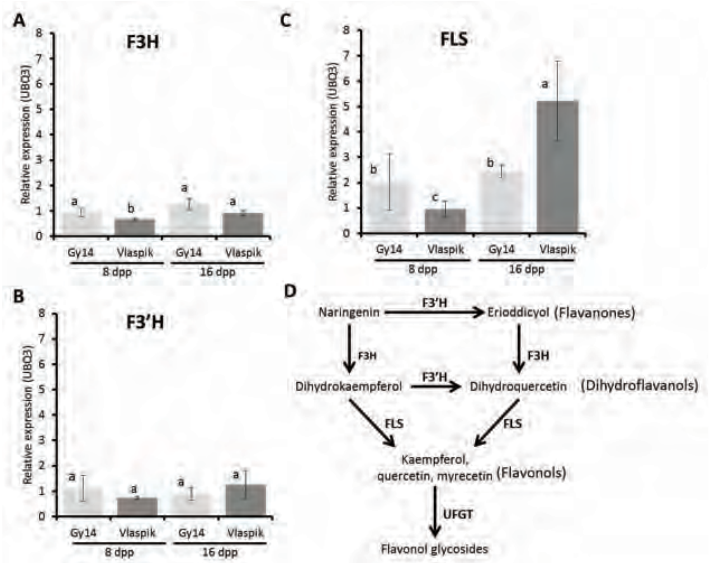 A
F3H
Relative expression (UBQ3)
8
7
6
5
4
3
2
1
0
a
b
a
a
Gy14 Vlaspik Gy14 Vlaspik
8 dpp 16 dpp
B
F3'H
Relative expression (UBQ3)
8
7
6
5
4
3
2
1
0
a
a
a
a
Gy14 Vlaspik Gy14 Vlaspik
8 dpp 16 dpp
C
FLS
Relative expression (UBQ3)
8
7
6
5
4
3
2
1
0
b
c
b
a
Gy14 Vlaspik Gy14 Vlaspik
8 dpp 16 dpp
D
Naringenin F3'H Erioddicyol (Flavanones)
F3H F3H
Dihydrokaempferol F3'H Dihydroquercetin (Dihydroflavanols)
FLS FLS
Kaempferol,
quercetin, myrecetin (Flavonols)
UFGT
Flavonol glycosides